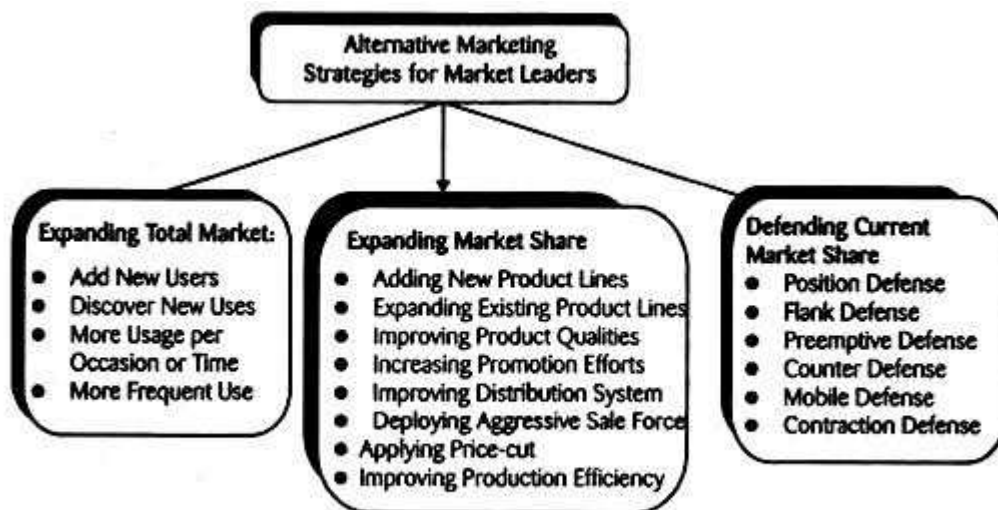 Alternative Marketing
Strategies for Market Leaders
Expanding Total Market:
● Add New Users
● Discover New Uses
● More Usage per
Occasion or Time
● More Frequent Use
Expanding Market Share
● Adding New Product Lines
● Expanding Existing Product Lines
● Improving Product Qualities
● Increasing Promotion Efforts
● Improving Distribution System
● Deploying Aggressive Sale Force
● Applying Price-cut
● Improving Production Efficiency
Defending Current
Market Share
● Position Defense
● Flank Defense
● Preemptive Defense
● Counter Defense
● Mobile Defense
● Contraction Defense